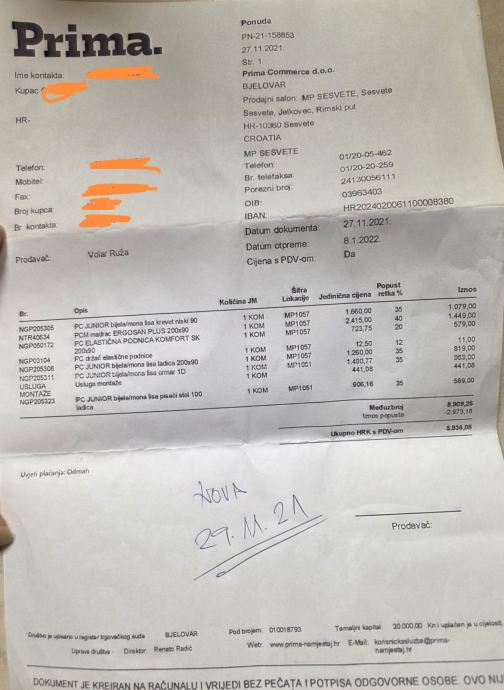 Prima.
Ime kontakta:
Kupac
HR-
Telefon:
Mobitel:
Fax:
Broj kupca:
Br. kontakta:
Prodavač: Volar Ruža
Ponuda
PN-21-158853
27.11.2021.
Str. 1
Prima Commerce d.o.o.
BJELOVAR
Prodajni salon: MP SESVETE, Sesvete
Sesvete, Jelkovec, Rimski put
HR-10360 Sesvete
CROATIA
MP SESVETE
Telefon: 01/20-05-462
Br. telefaksa: 01/20-20-259
Porezni broj: 24130056111
OIB: 03963403
IBAN: HR2024020061100008380
Datum dokumenta: 27.11.2021.
Datum otpreme: 8.1.2022.
Cijena s PDV-om: Da
Br. Opis Količina JM Šifra Lokacije Jedinična cijena Popust retka % Iznos
NGP205305 PC JUNIOR bijela/mona lisa krevet niski 90 1 KOM MP1057 1.660,00 35 1.079,00
NTR40634 PCM madrac ERGOSAN PLUS 200x90 1 KOM MP1057 2.415,00 40 1.449,00
NGP050172 PC ELASTIČNA PODNICA KOMFORT SK 200x90 1 KOM MP1057 723,75 20 579,00
NGP03104 PC držač elastične podnice 1 KOM MP1057 12,50 12 11,00
NGP205308 PC JUNIOR bijela/mona lisa ladica 200x90 1 KOM MP1057 1.260,00 35 819,00
NGP205311 PC JUNIOR bijela/mona lisa ormar 1D 1 KOM MP1051 35
USLUGA MONTAŽE Usluga montaže 441,08 441,08
NGP205323 PC JUNIOR bijela/mona lisa pisaći stol 100 ladica 1 KOM MP1051 906,16 35 589,00
Međuzbroj 8.909,26
Iznos popusta -2.973,18
Ukupno HRK s PDV-om 5.936,08
Uvjeti plaćanja: Odmah
NOVA
29.11.21
Prodavač:
Društvo je upisano u registar trgovačkog suda BJELOVAR Pod brojem: 010018793 Temeljni kapital: 20.000,00 Kn i uplaćen je u cijelosti.
Uprava društva - Direktor: Renato Radić Web: www.prima-namjestaj.hr E-Mail: korisnickasluzba@prima-namjestaj.hr
DOKUMENT JE KREIRAN NA RAČUNALU I VRIJEDI BEZ PEČATA I POTPISA ODGOVORNE OSOBE. OVO NIJ